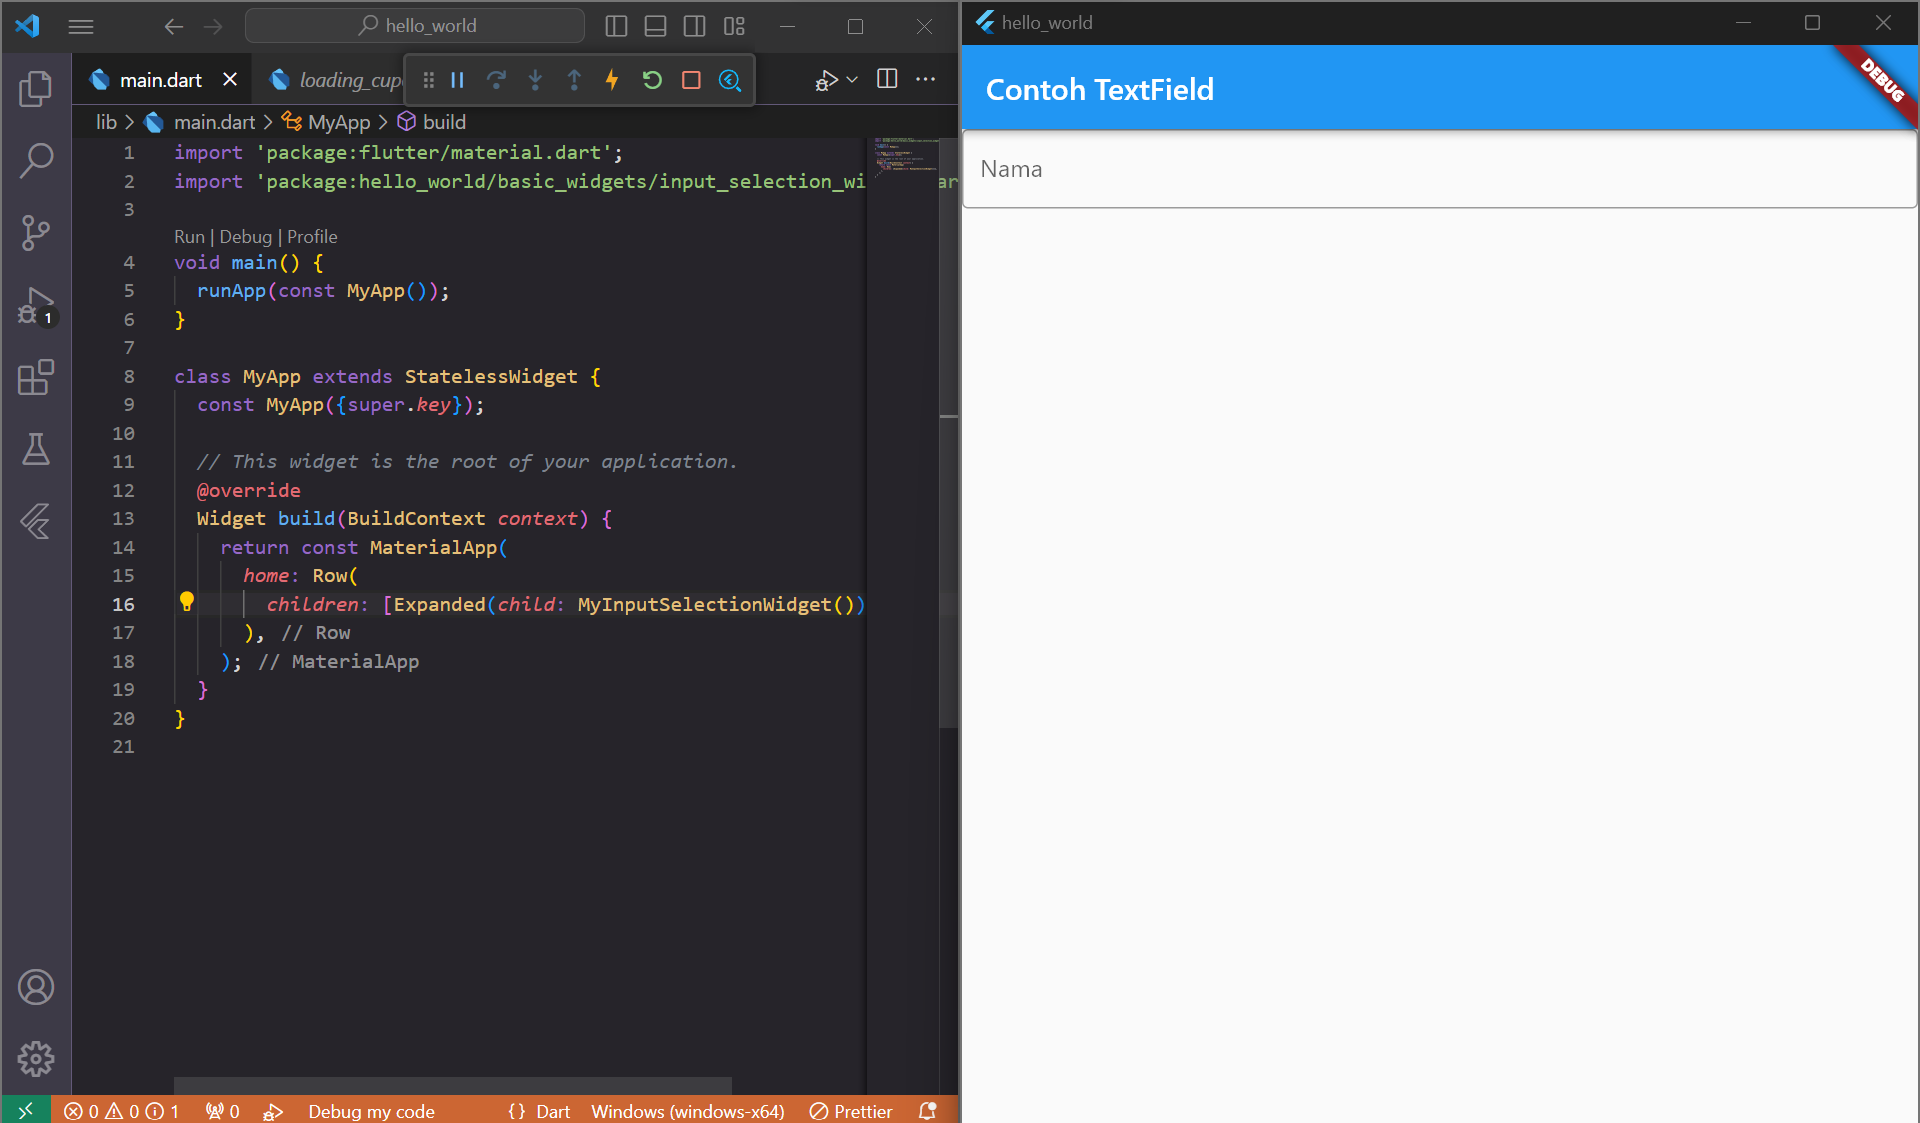 hello_world
main.dart
loading_cup
lib > main.dart > MyApp > build
1 import 'package:flutter/material.dart';
2 import 'package:hello_world/basic_widgets/input_selection_wi
3
Run | Debug | Profile
4 void main() {
5 runApp(const MyApp());
6 }
7
8 class MyApp extends StatelessWidget {
9 const MyApp({super.key});
10
11 // This widget is the root of your application.
12 @override
13 Widget build(BuildContext context) {
14 return const MaterialApp(
15 home: Row(
16 children: [Expanded(child: MyInputSelectionWidget())
17 ), // Row
18 ); // MaterialApp
19 }
20 }
21
1
0 0 1 0 Debug my code {} Dart Windows (windows-x64) Prettier
hello_world
Contoh TextField
DEBUG
Nama